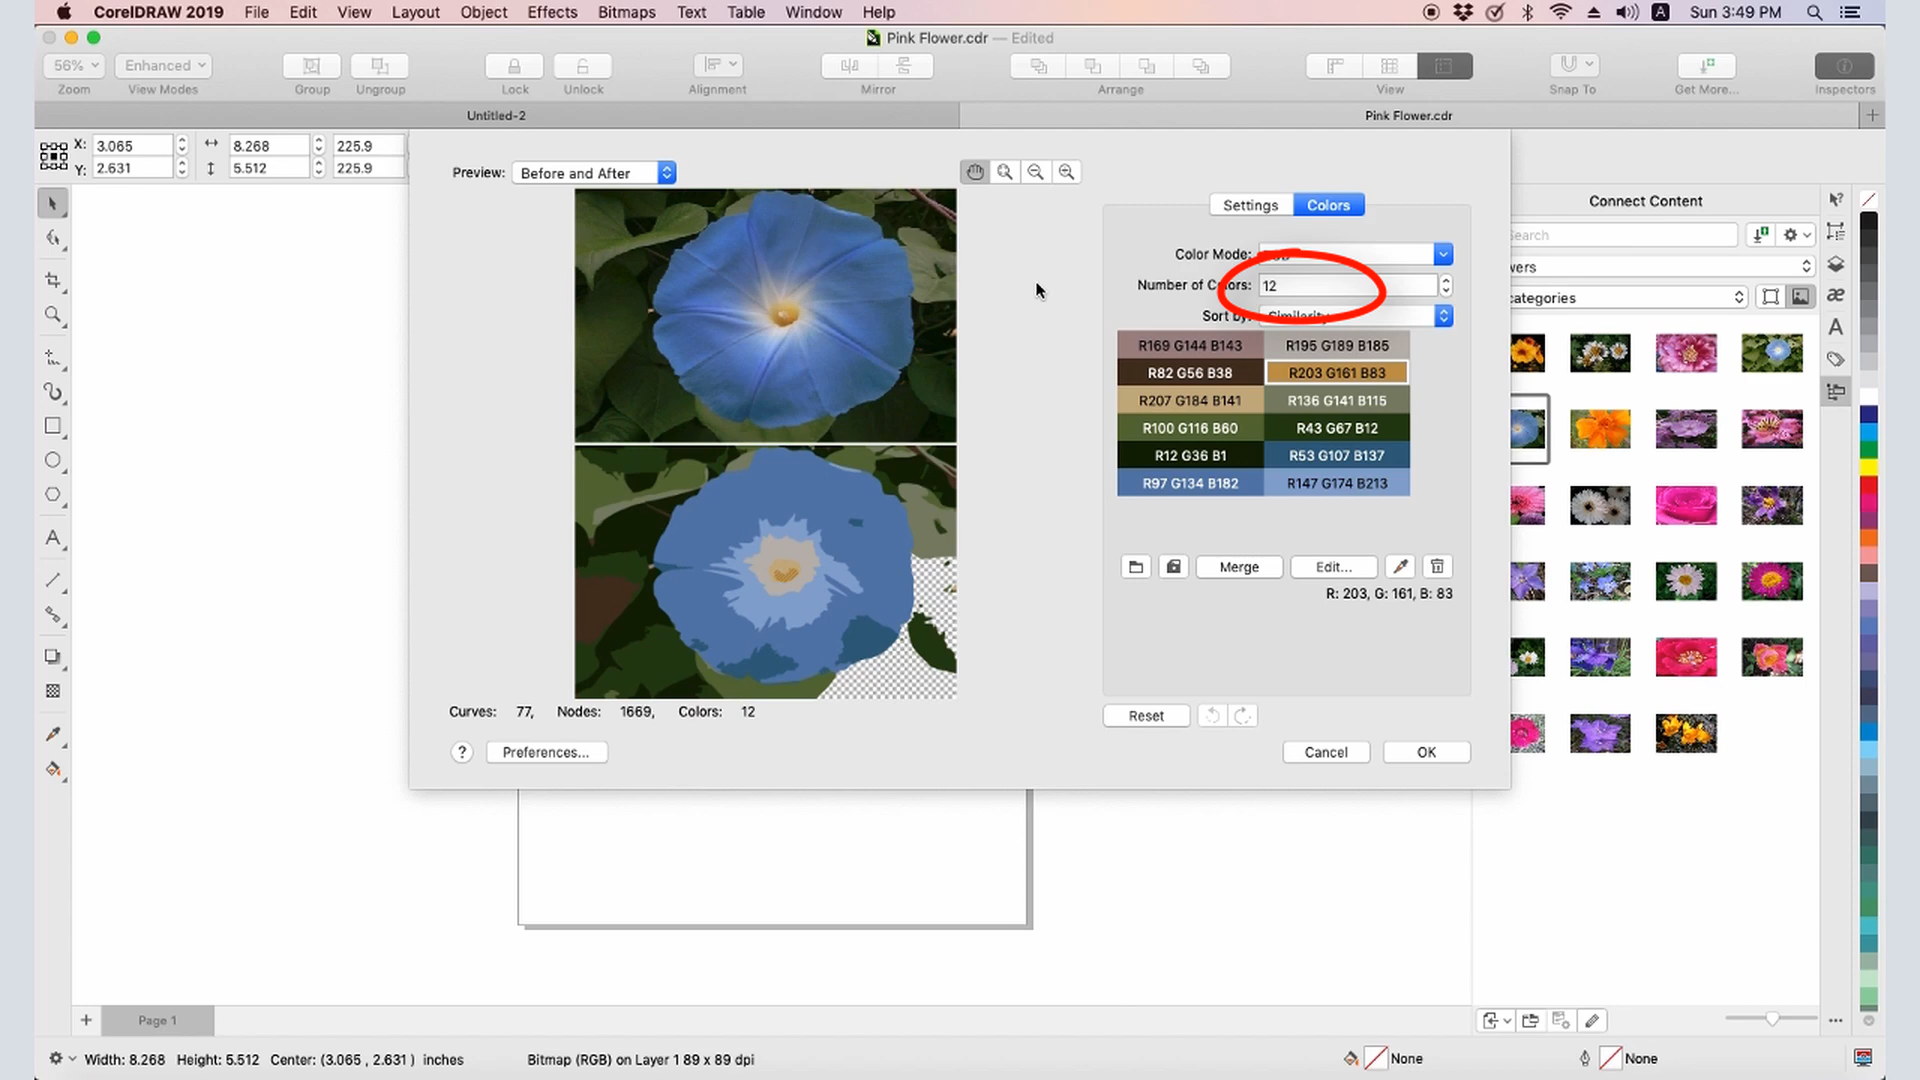 CorelDRAW 2019 File Edit View Layout Object Effects Bitmaps Text Table Window Help A Sun 3:49 PM
Pink Flower.cdr — Edited
56% Enhanced
Zoom View Modes Group Ungroup Lock Unlock Alignment Mirror Arrange View Snap To Get More... Inspectors
Untitled-2 Pink Flower.cdr
X: 3.065 8.268 225.9
Y: 2.631 5.512 225.9
Preview: Before and After
Settings Colors
Connect Content
Search
Color Mode:
Number of Colors: 12
Sort by: Similarity
categories
R169 G144 B143 R195 G189 B185
R82 G56 B38 R203 G161 B83
R207 G184 B141 R136 G141 B115
R100 G116 B60 R43 G67 B12
R12 G36 B1 R53 G107 B137
R97 G134 B182 R147 G174 B213
Merge Edit...
R: 203, G: 161, B: 83
Curves: 77, Nodes: 1669, Colors: 12
Reset
? Preferences... Cancel OK
Page 1
Width: 8.268 Height: 5.512 Center: (3.065 , 2.631 ) inches Bitmap (RGB) on Layer 1 89 x 89 dpi None None